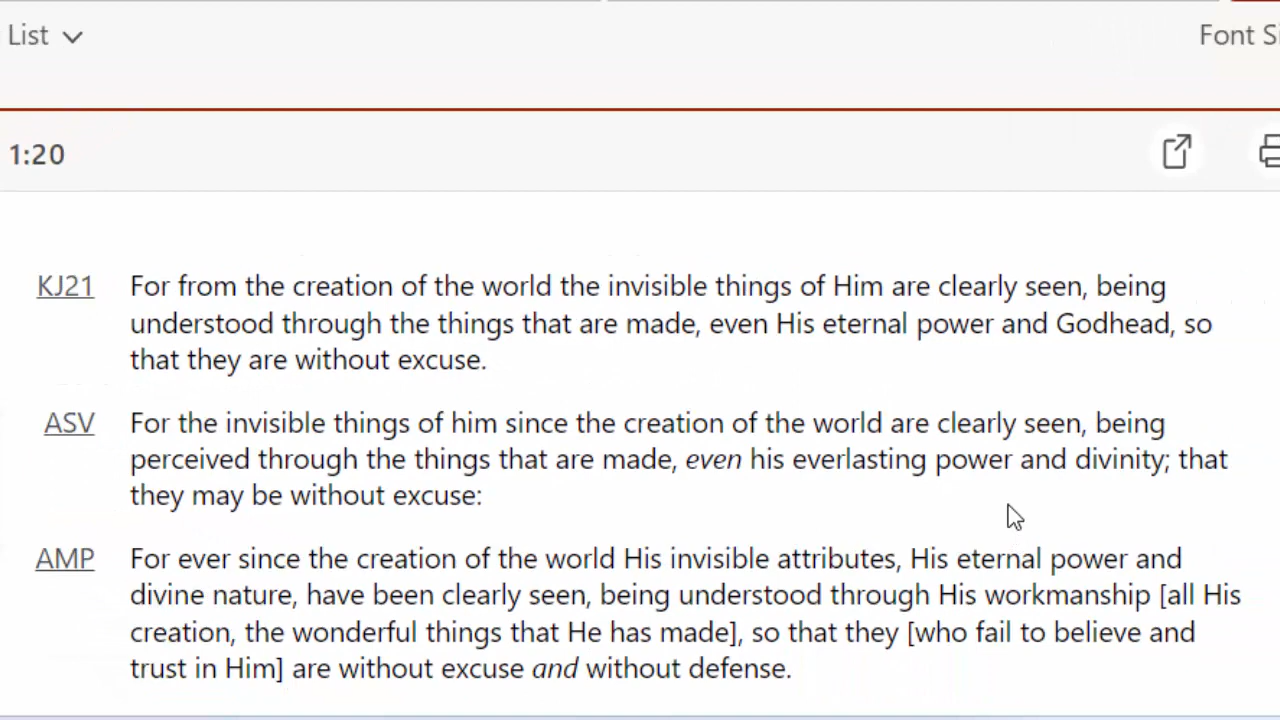 List
Font Si
1:20
KJ21 For from the creation of the world the invisible things of Him are clearly seen, being
understood through the things that are made, even His eternal power and Godhead, so
that they are without excuse.
ASV For the invisible things of him since the creation of the world are clearly seen, being
perceived through the things that are made, even his everlasting power and divinity; that
they may be without excuse:
AMP For ever since the creation of the world His invisible attributes, His eternal power and
divine nature, have been clearly seen, being understood through His workmanship [all His
creation, the wonderful things that He has made], so that they [who fail to believe and
trust in Him] are without excuse and without defense.